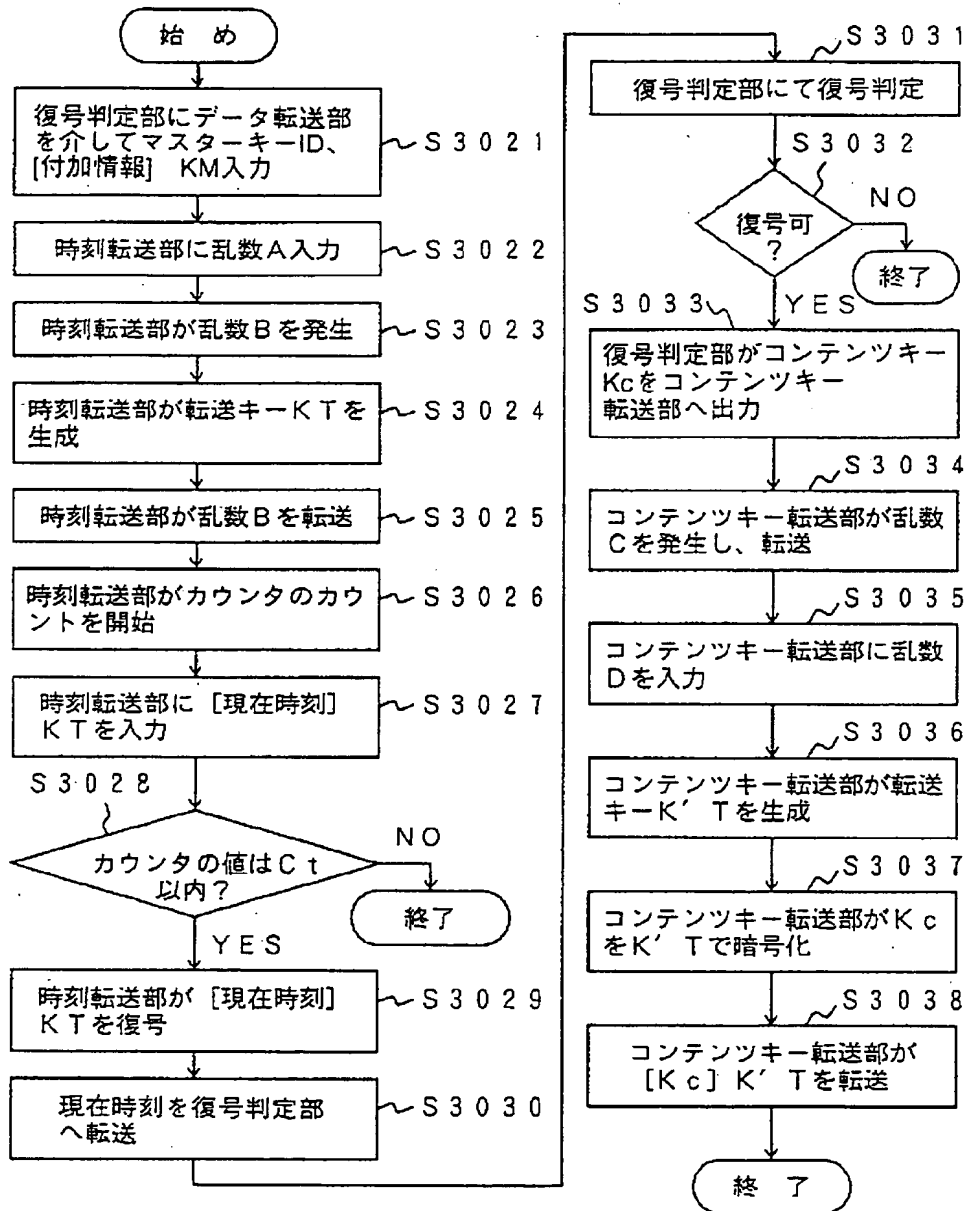 始 め
復号判定部にデータ転送部
を介してマスターキーID、
[付加情報] KM入力
S3021
時刻転送部に乱数A入力
S3022
時刻転送部が乱数Bを発生
S3023
時刻転送部が転送キーKTを
生成
S3024
時刻転送部が乱数Bを転送
S3025
時刻転送部がカウンタのカウ
ントを開始
S3026
時刻転送部に [現在時刻]
KTを入力
S3027
S3028
カウンタの値はCt
以内?
NO
終了
YES
時刻転送部が [現在時刻]
KTを復号
S3029
現在時刻を復号判定部
へ転送
S3030
S3031
復号判定部にて復号判定
S3032
復号可
?
NO
終了
YES
S3033
復号判定部がコンテンツキー
Kcをコンテンツキー
転送部へ出力
S3034
コンテンツキー転送部が乱数
Cを発生し、転送
S3035
コンテンツキー転送部に乱数
Dを入力
S3036
コンテンツキー転送部が転送
キーK′Tを生成
S3037
コンテンツキー転送部がKc
をK′Tで暗号化
S3038
コンテンツキー転送部が
[Kc] K′Tを転送
終 了